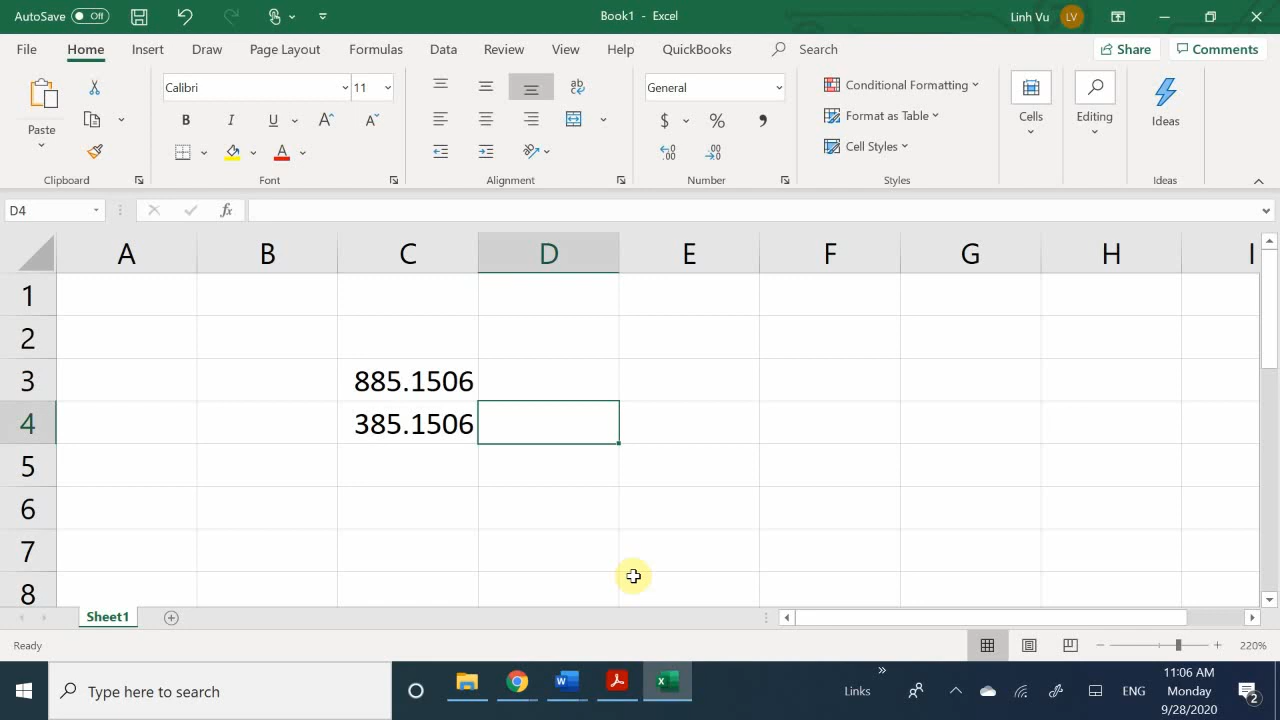 AutoSave Off Book1 - Excel Linh Vu LV
File Home Insert Draw Page Layout Formulas Data Review View Help QuickBooks Search Share Comments
Calibri 11 General Conditional Formatting
Paste B I U A A $ % Format as Table Cells Editing Ideas
A Cell Styles
Clipboard Font Alignment Number Styles Ideas
D4 fx
A B C D E F G H I
1
2
3 885.1506
4 385.1506
5
6
7
8
Sheet1
Ready 220%
Type here to search Links ENG 11:06 AM
Monday
9/28/2020 2